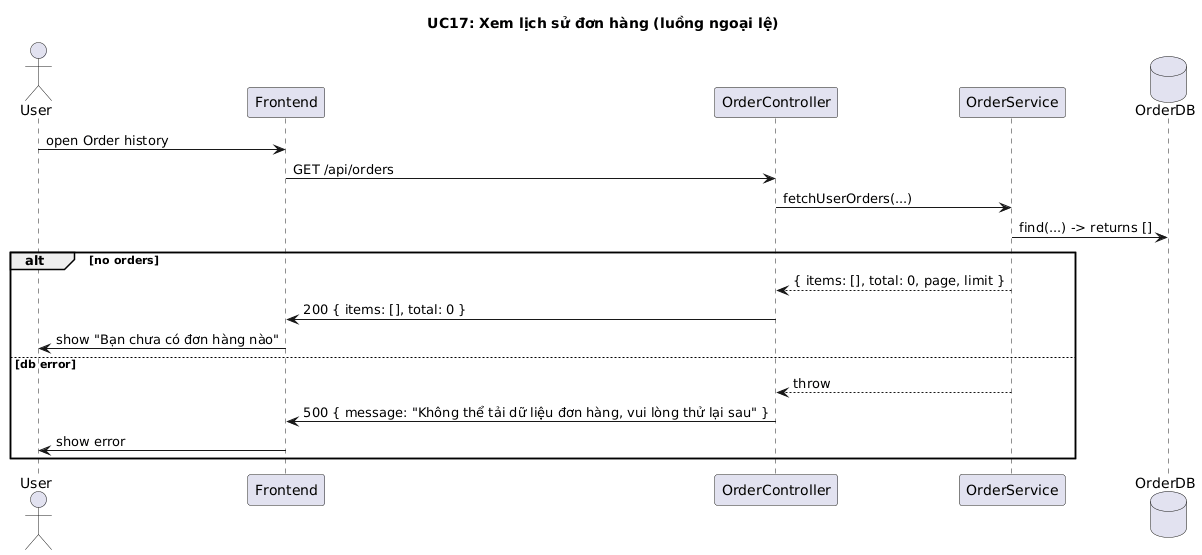 UC17: Xem lịch sử đơn hàng (luồng ngoại lệ)
User
Frontend
OrderController
OrderService
OrderDB
open Order history
GET /api/orders
fetchUserOrders(...)
find(...) -> returns []
alt
[no orders]
{ items: [], total: 0, page, limit }
200 { items: [], total: 0 }
show "Bạn chưa có đơn hàng nào"
[db error]
throw
500 { message: "Không thể tải dữ liệu đơn hàng, vui lòng thử lại sau" }
show error
User
Frontend
OrderController
OrderService
OrderDB